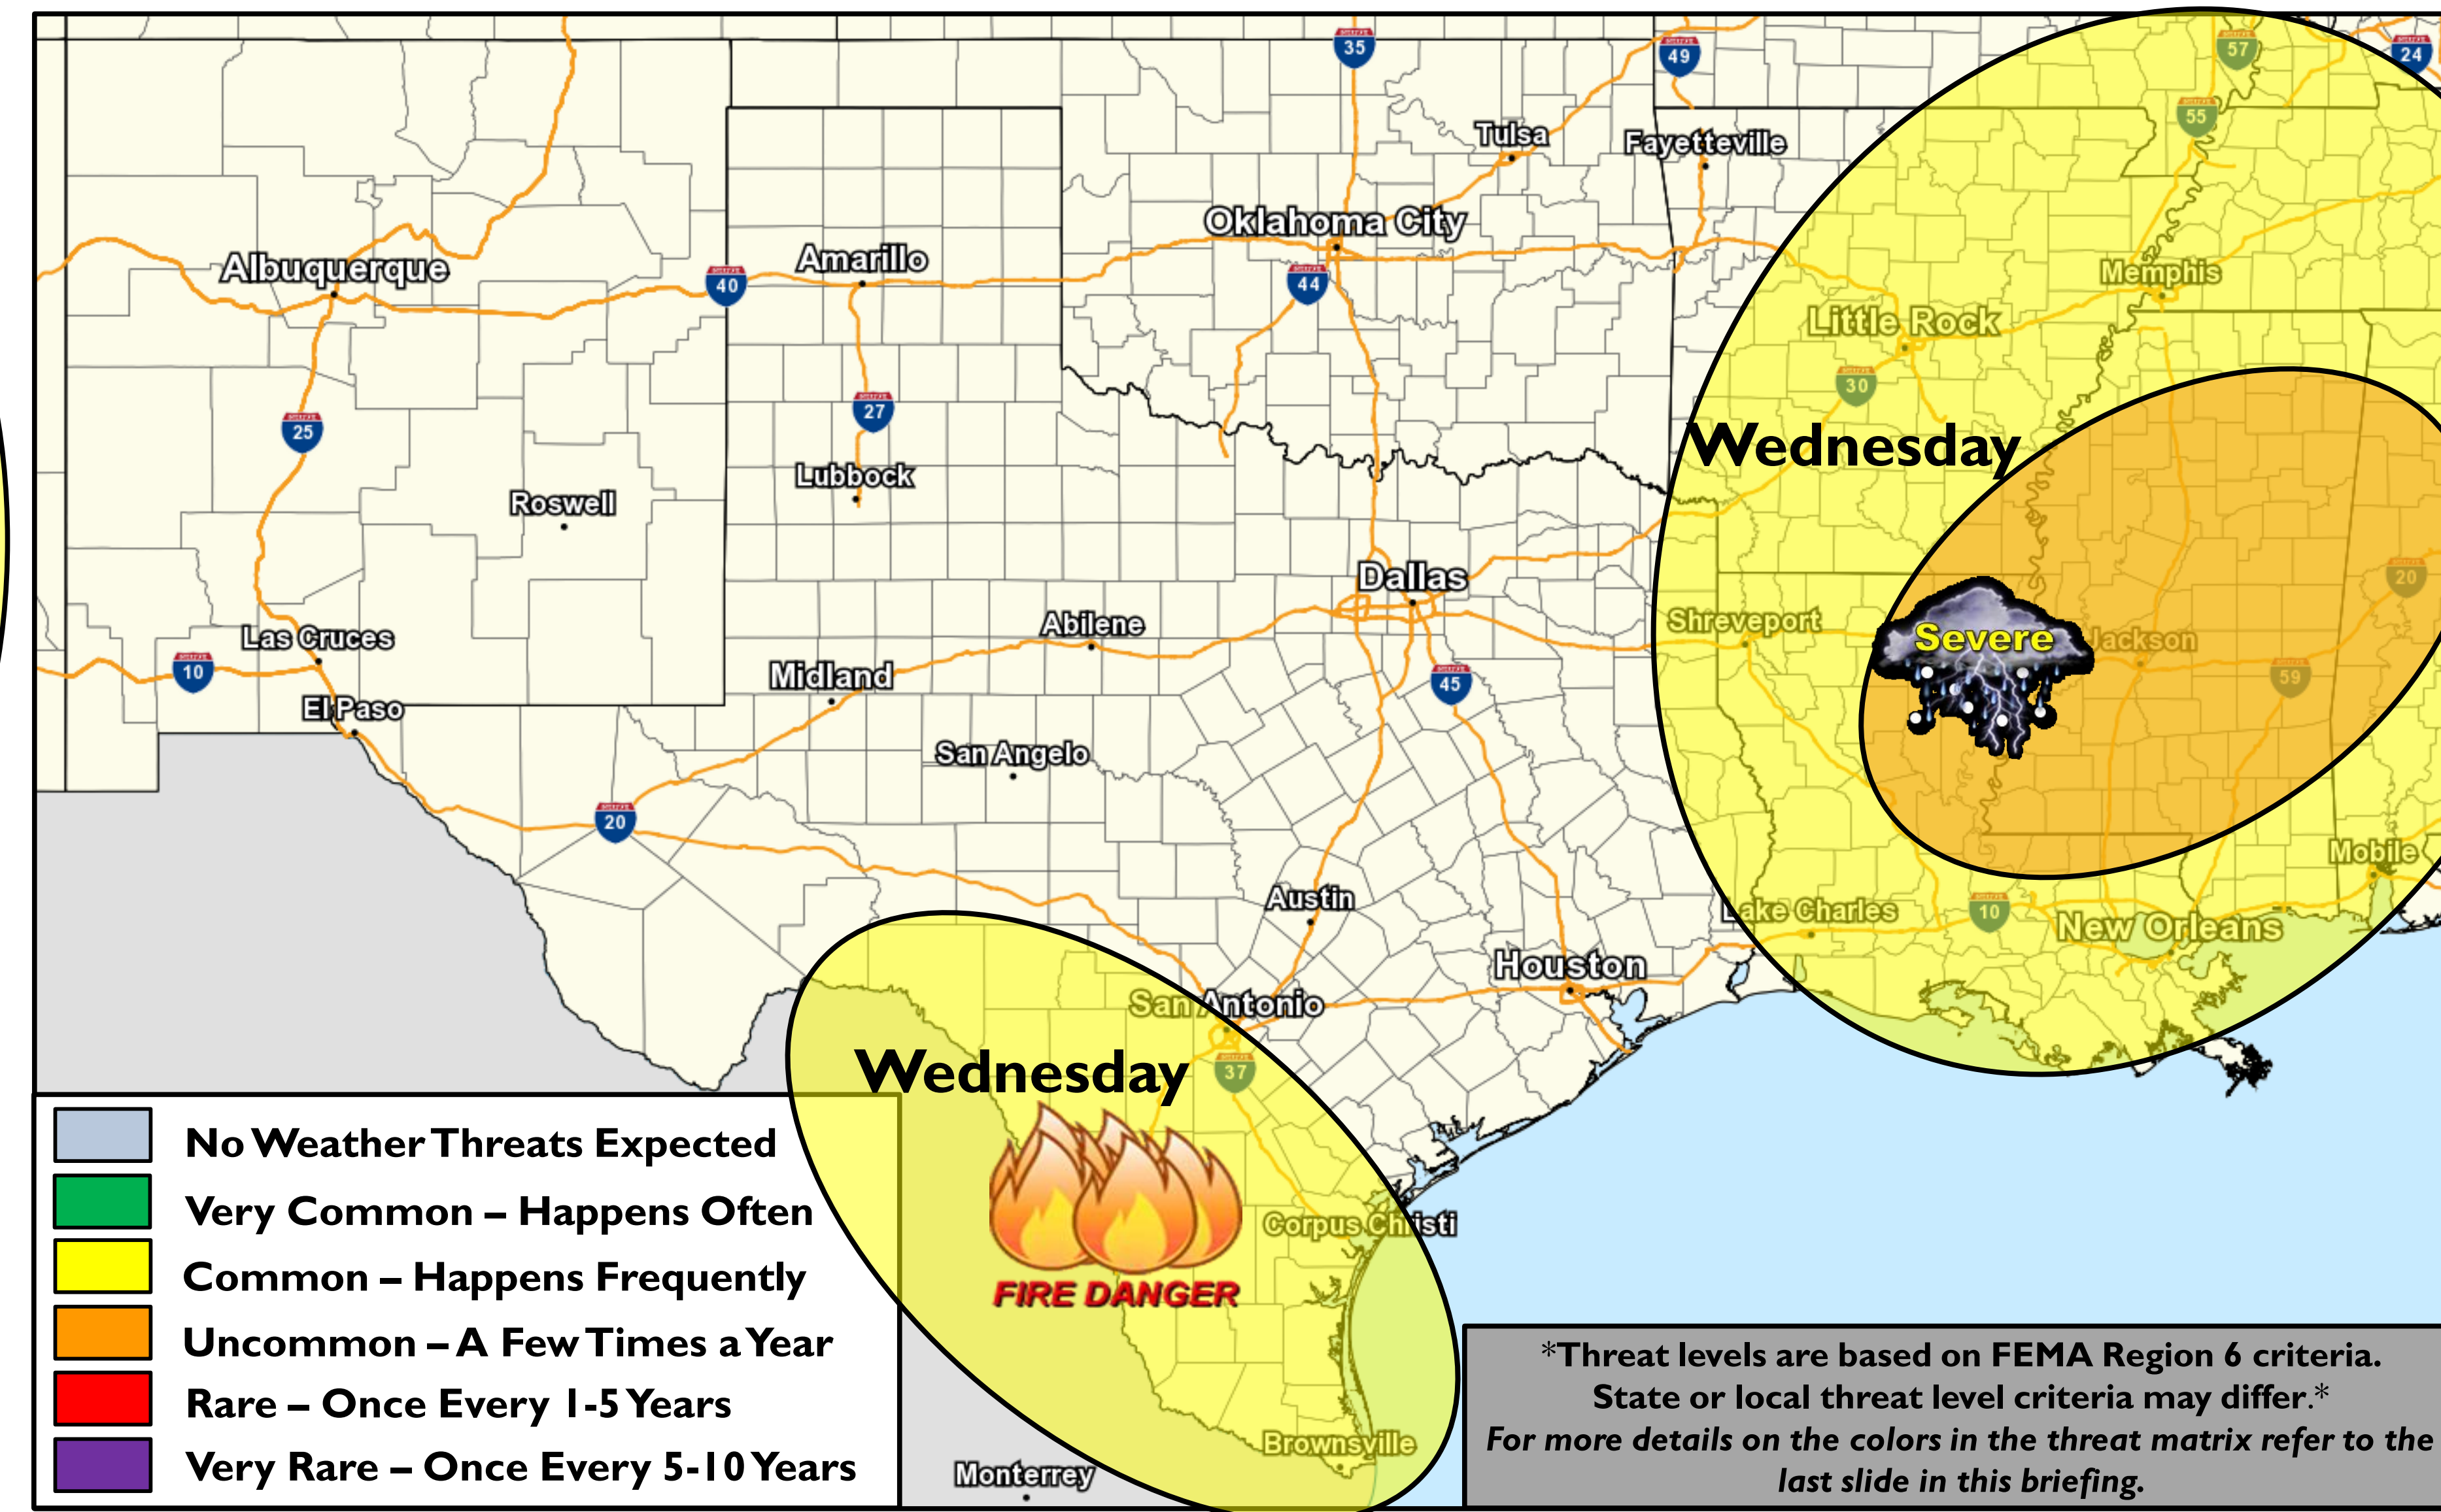 35
49
57
24
55
Tulsa
Fayetteville
Oklahoma City
Albuquerque
Amarillo
40
44
Memphis
Little Rock
30
25
27
Wednesday
Lubbock
Roswell
Dallas
20
Abilene
Shreveport
Severe
Jackson
Las Cruces
10
Midland
45
59
El Paso
San Angelo
20
Mobile
Austin
Lake Charles
10
New Orleans
Houston
San Antonio
Wednesday
37
Corpus Christi
FIRE DANGER
Brownsville
Monterrey
No Weather Threats Expected
Very Common – Happens Often
Common – Happens Frequently
Uncommon – A Few Times a Year
Rare – Once Every 1-5 Years
Very Rare – Once Every 5-10 Years
*Threat levels are based on FEMA Region 6 criteria.
State or local threat level criteria may differ.*
For more details on the colors in the threat matrix refer to the
last slide in this briefing.